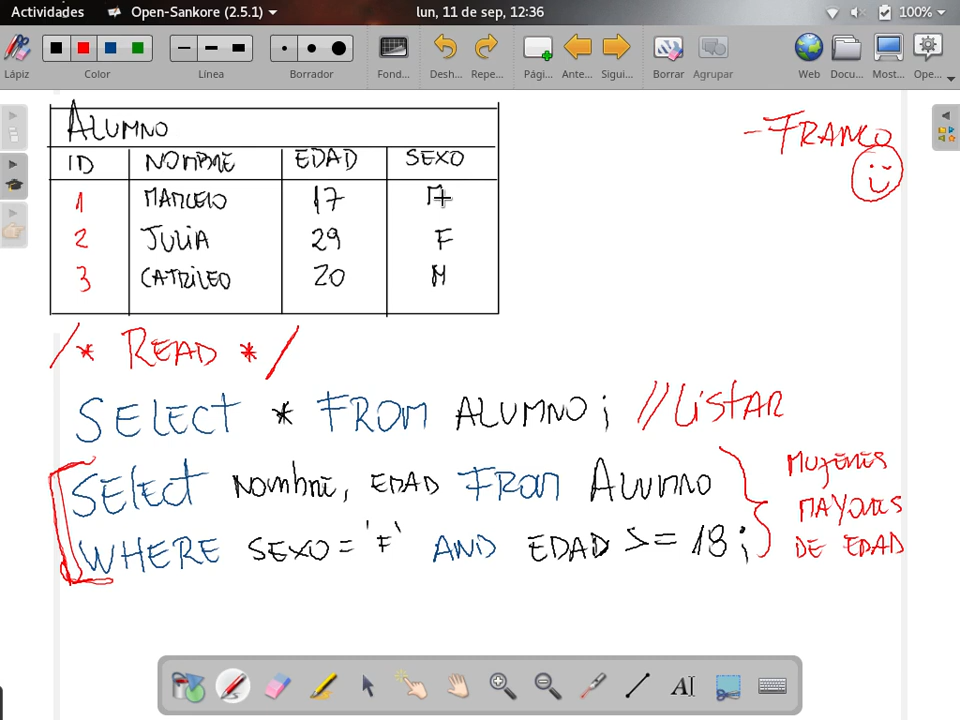 Actividades Open-Sankore (2.5.1) lun, 11 de sep, 12:36 100%
Lápiz Color Línea Borrador Fond... Desh... Repe... Pági... Ante... Sigui... Borrar Agrupar Web Docu... Most... Ope...
ALUMNO
ID NOMBRE EDAD SEXO
1 MARCELO 17 M
2 JULIA 29 F
3 CATRILEO 20 M
- FRANCO
/* READ */
SELECT * FROM ALUMNO; //LISTAR
SELECT NOMBRE, EDAD FROM ALUMNO
WHERE SEXO = 'F' AND EDAD >= 18;
MUJERES
MAYORES
DE EDAD